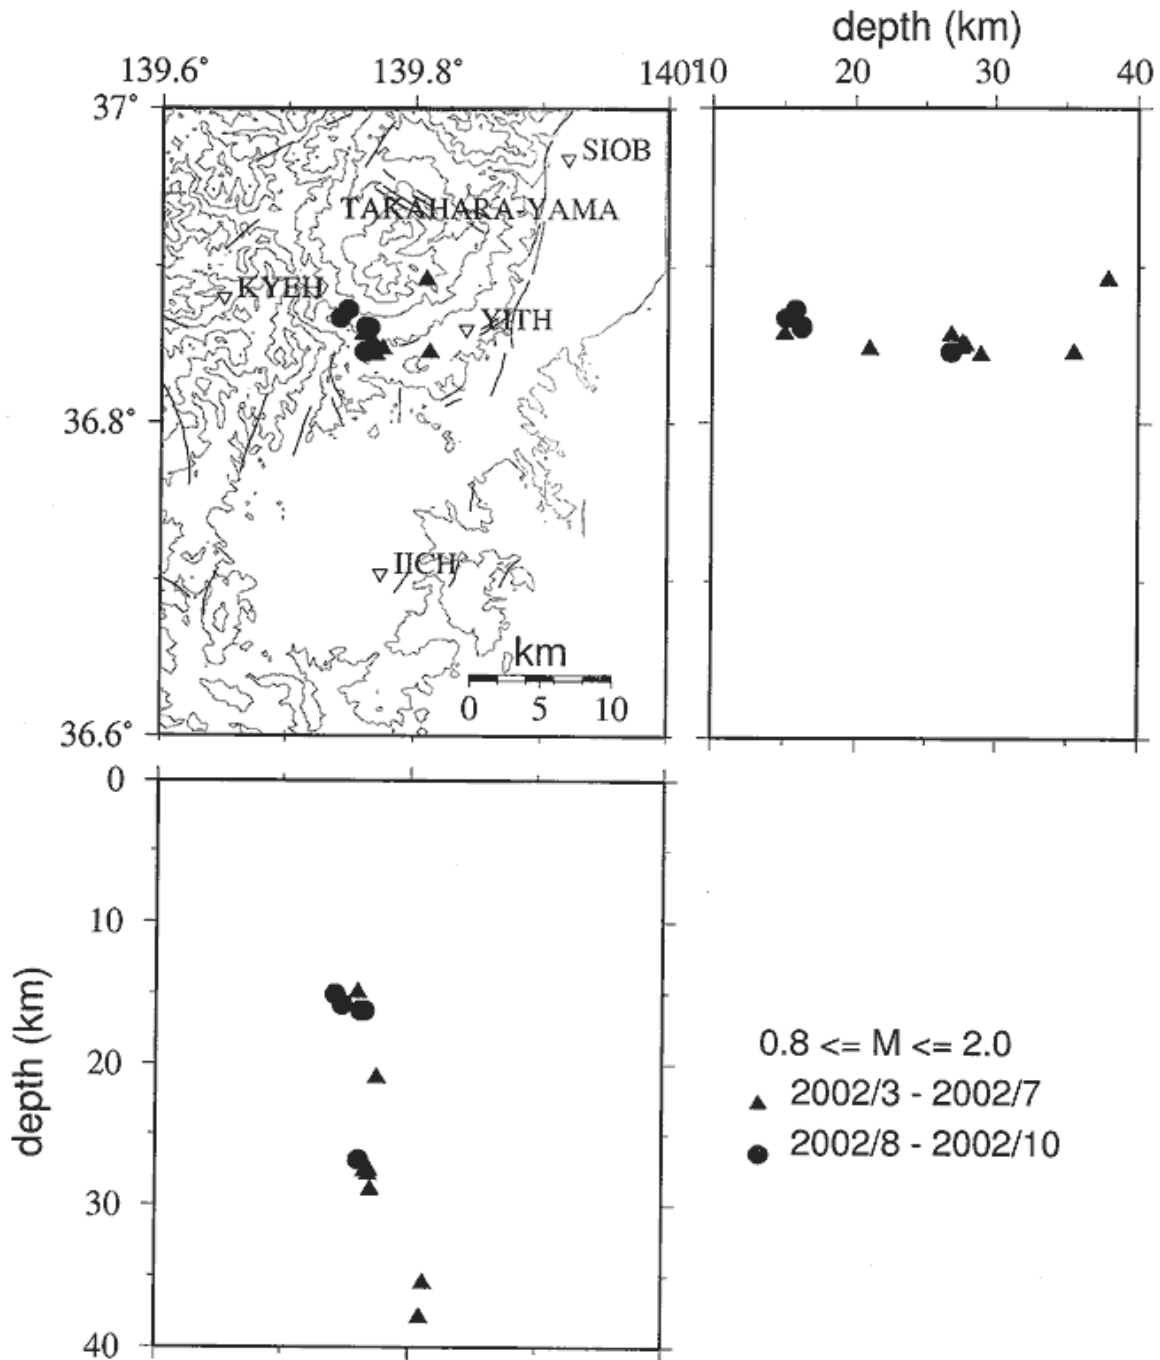 depth (km)
139.6° 139.8° 140° 10 20 30 40
37°
SIOB
TAKAHARA-YAMA
KYEH
YITH
36.8°
IICH
km
0 5 10
36.6°
0
10
20
30
40
depth (km)
0.8 <= M <= 2.0
2002/3 - 2002/7
2002/8 - 2002/10